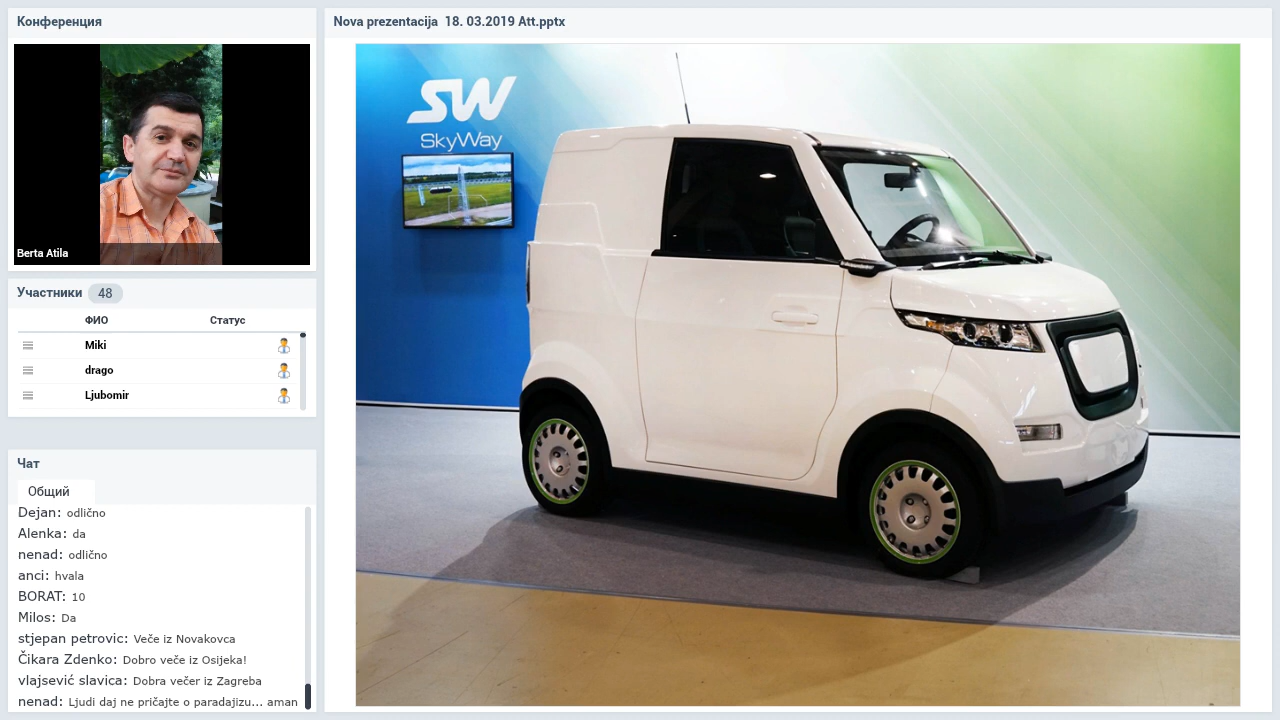 Конференция
Berta Atila
Участники 48
ФИО Статус
Miki
drago
Ljubomir
Чат
Общий
Dejan: odlično
Alenka: da
nenad: odlično
anci: hvala
BORAT: 10
Milos: Da
stjepan petrovic: Veče iz Novakovca
Čikara Zdenko: Dobro veče iz Osijeka!
vlajsević slavica: Dobra večer iz Zagreba
nenad: Ljudi daj ne pričajte o paradajizu... aman
Nova prezentacija 18. 03.2019 Att.pptx
SW
SkyWay